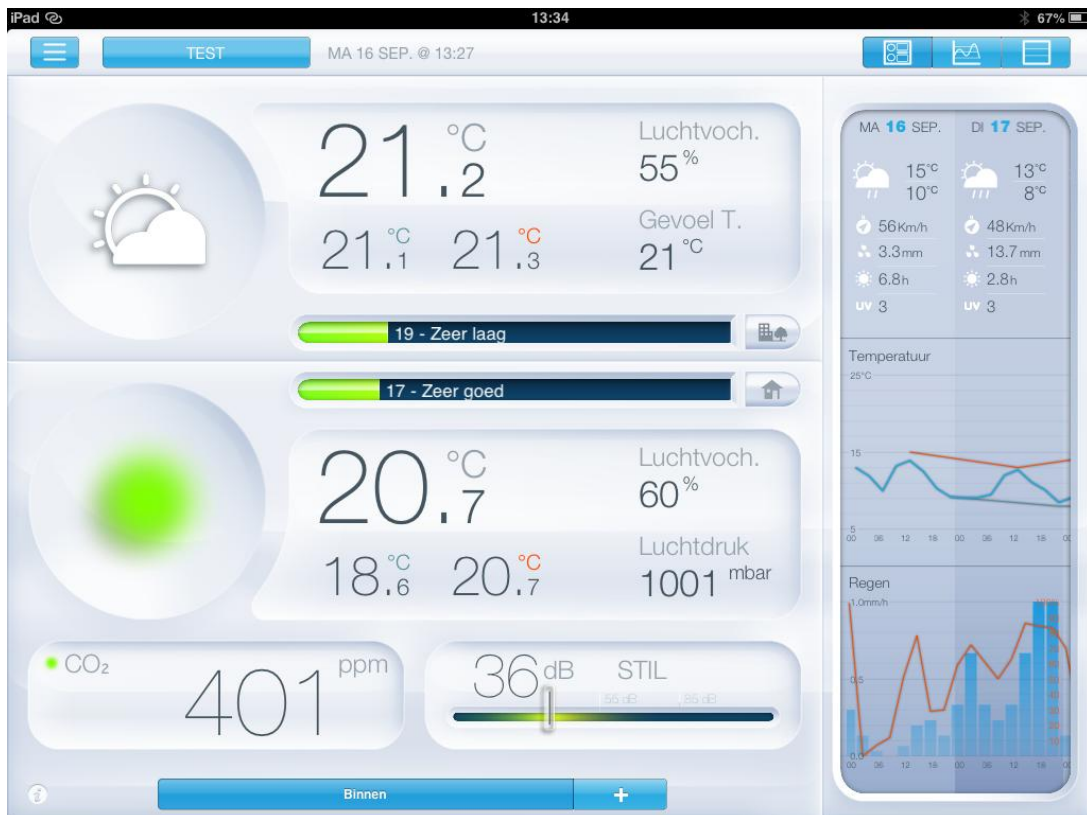 iPad 13:34 67%
TEST MA 16 SEP. @ 13:27
21.2 °C
Luchtvoch.
55 %
21.1 °C 21.3 °C
Gevoel T.
21 °C
19 - Zeer laag
17 - Zeer goed
20.7 °C
Luchtvoch.
60 %
18.6 °C 20.7 °C
Luchtdruk
1001 mbar
CO₂ 401 ppm
36 dB STIL
55 dB 85 dB
Binnen +
MA 16 SEP. DI 17 SEP.
15°C 13°C
10°C 8°C
56Km/h 48Km/h
3.3mm 13.7mm
6.8h 2.8h
UV 3 UV 3
Temperatuur
25°C
15
5
00 06 12 18 00 06 12 18
Regen
1.0mm/h
0.5
0.0
00 06 12 18 00 06 12 18